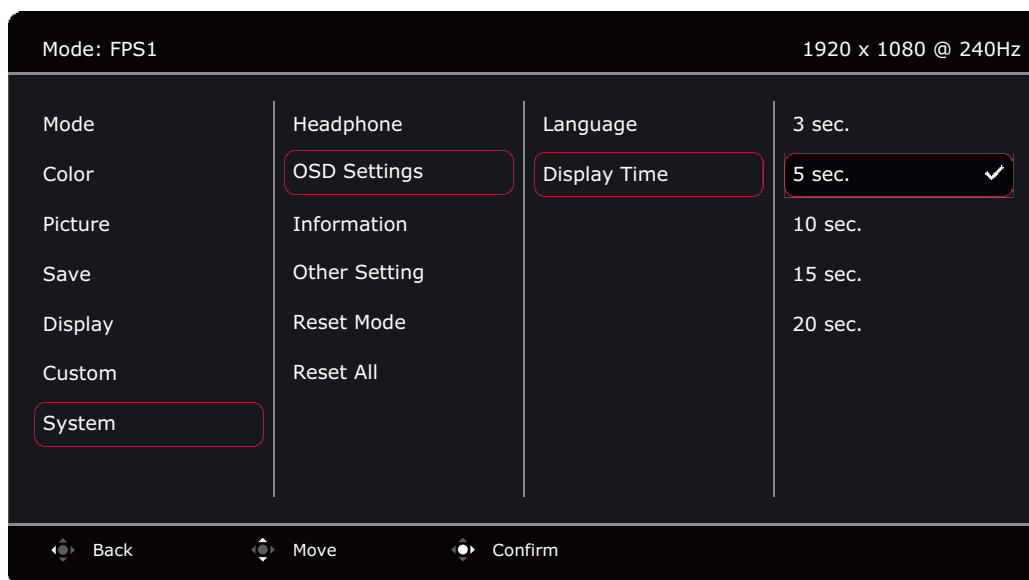 Mode: FPS1
1920 x 1080 @ 240Hz
Mode
Color
Picture
Save
Display
Custom
System
Headphone
OSD Settings
Information
Other Setting
Reset Mode
Reset All
Language
Display Time
3 sec.
5 sec.
10 sec.
15 sec.
20 sec.
Back
Move
Confirm